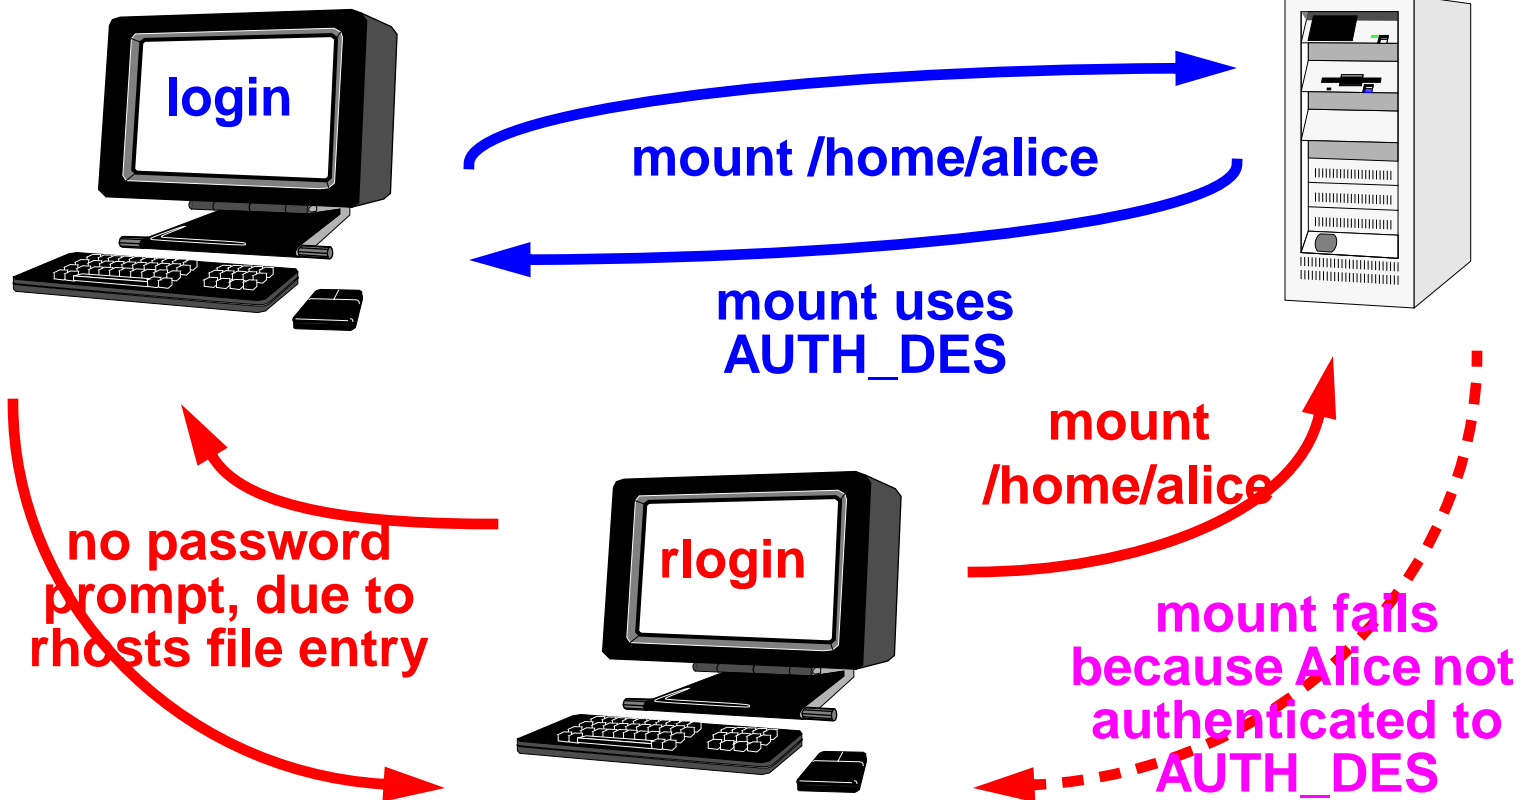 login
mount /home/alice
mount uses
AUTH_DES
mount
/home/alice
no password
prompt, due to
rhosts file entry
rlogin
mount fails
because Alice not
authenticated to
AUTH_DES